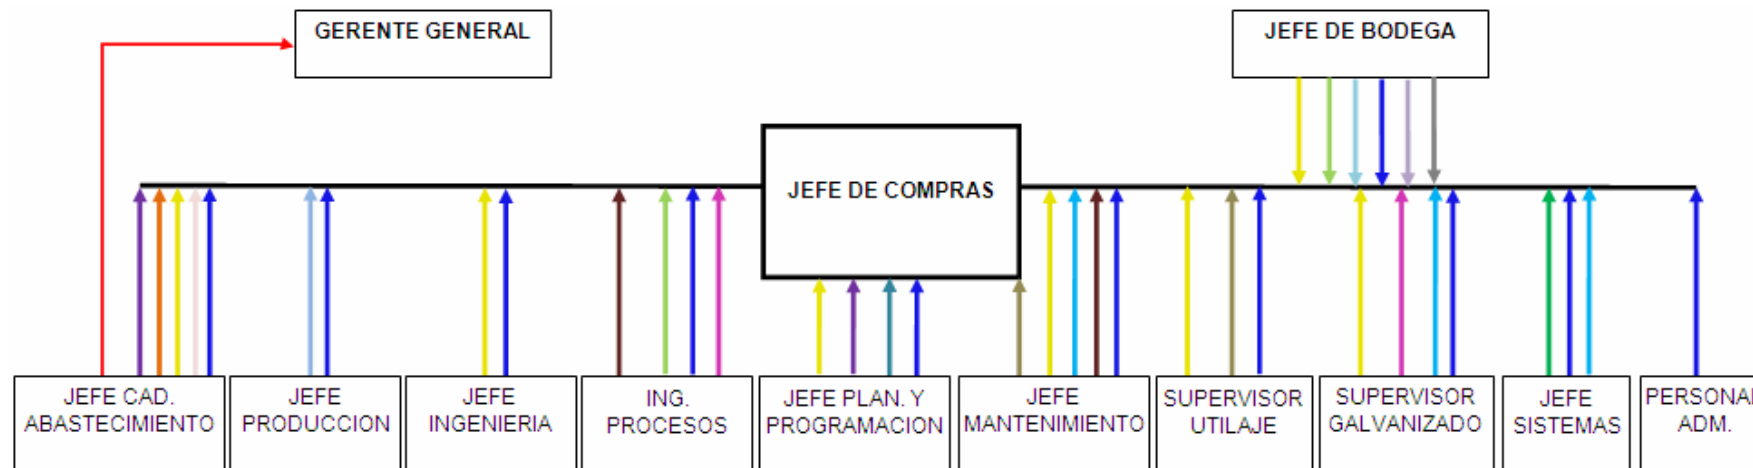 GERENTE GENERAL
JEFE DE BODEGA
JEFE DE COMPRAS
JEFE CAD.
ABASTECIMIENTO
JEFE
PRODUCCION
JEFE
INGENIERIA
ING.
PROCESOS
JEFE PLAN. Y
PROGRAMACION
JEFE
MANTENIMIENTO
SUPERVISOR
UTILAJE
SUPERVISOR
GALVANIZADO
JEFE
SISTEMAS
PERSONAL
ADM.